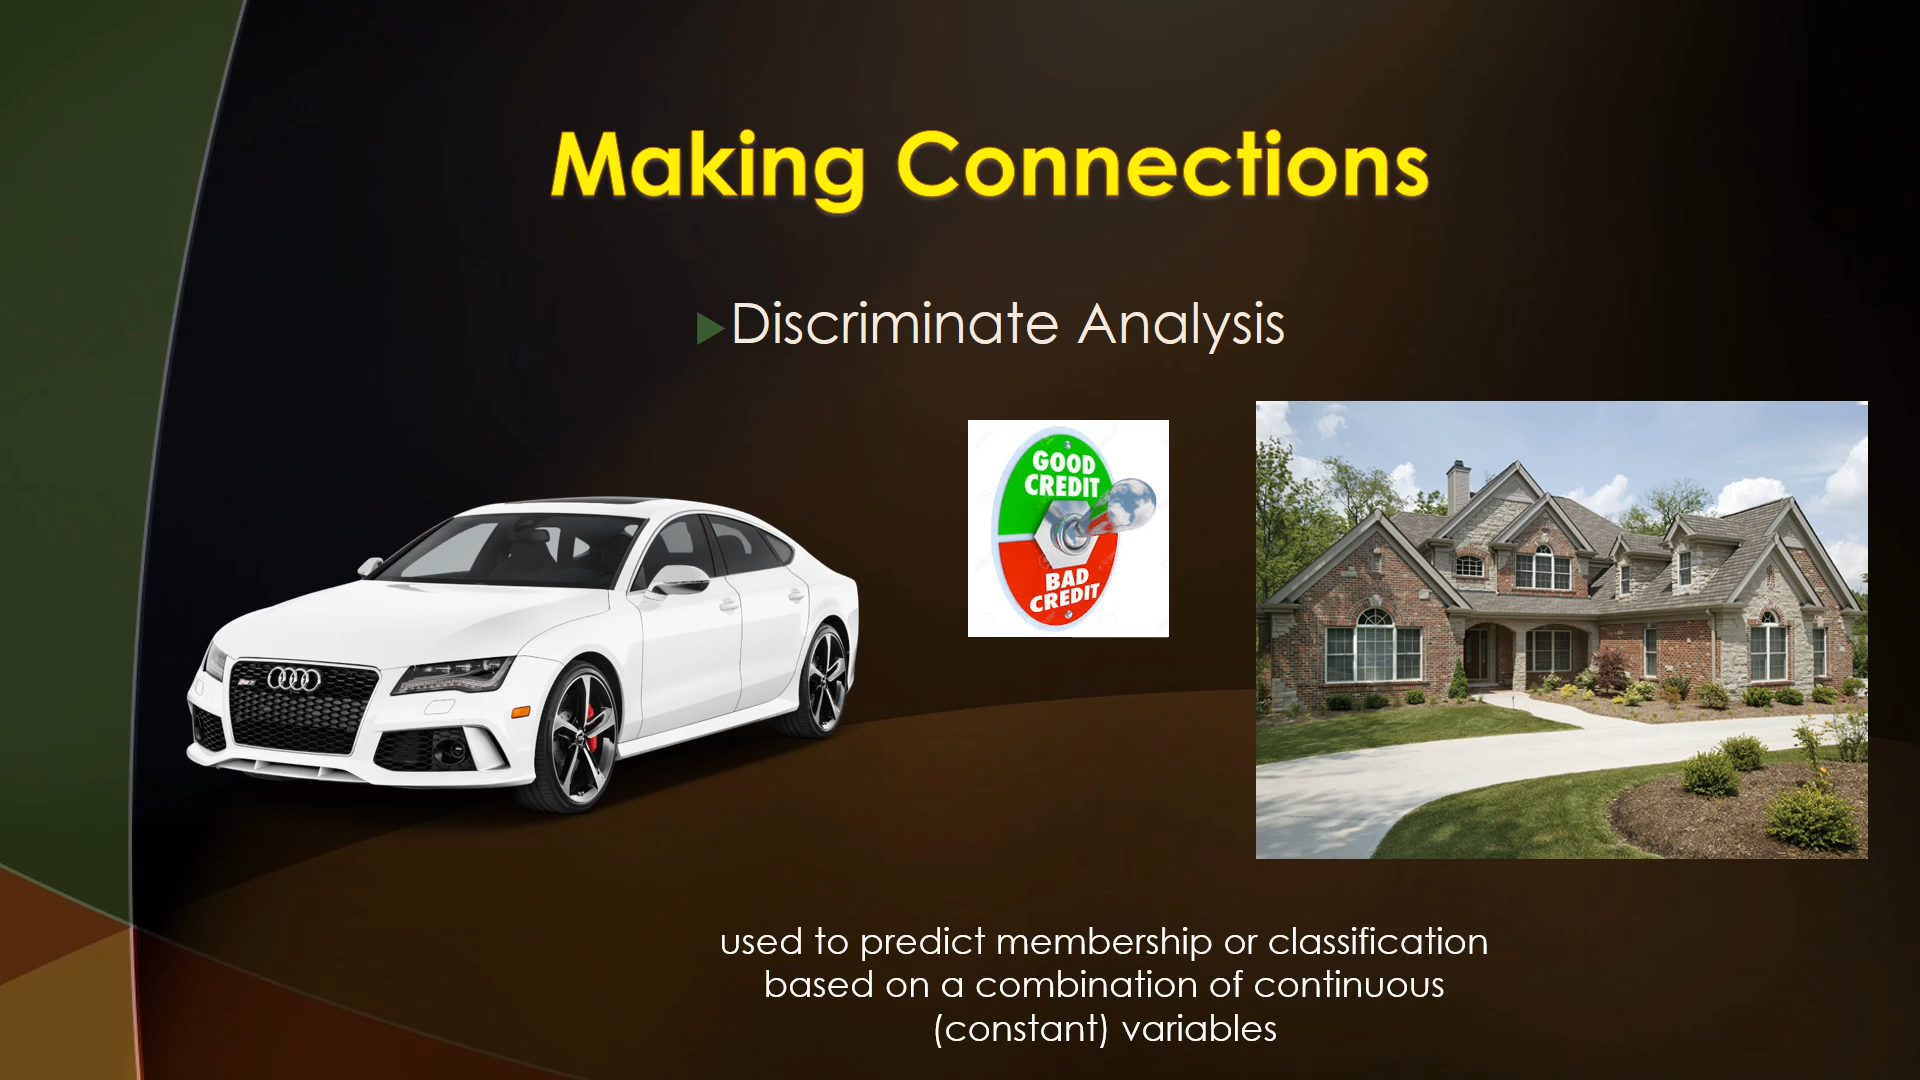 Making Connections
Discriminate Analysis
GOOD
CREDIT
BAD
CREDIT
used to predict membership or classification
based on a combination of continuous
(constant) variables